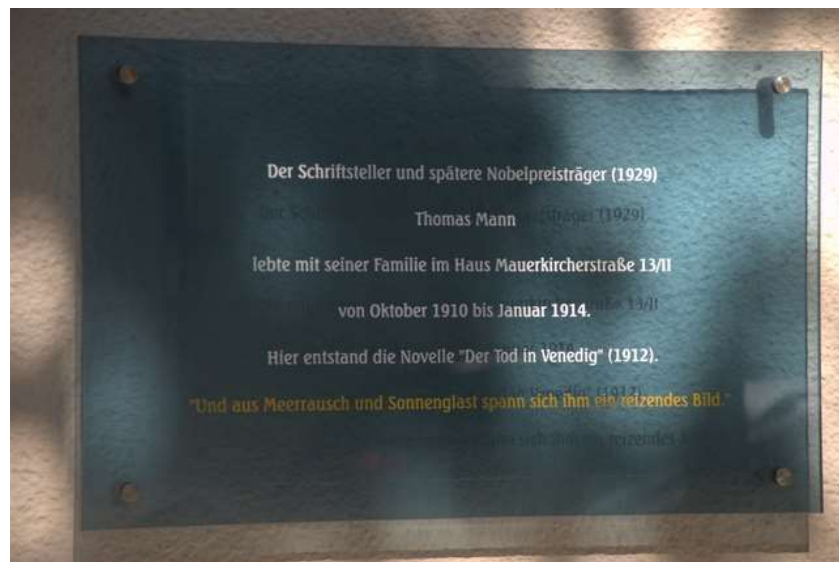 Der Schriftsteller und spätere Nobelpreisträger (1929)
Thomas Mann
lebte mit seiner Familie im Haus Mauerkircherstraße 13/II
von Oktober 1910 bis Januar 1914.
Hier entstand die Novelle "Der Tod in Venedig" (1912).
"Und aus Meerrausch und Sonnenglast spann sich ihm ein reizendes Bild."